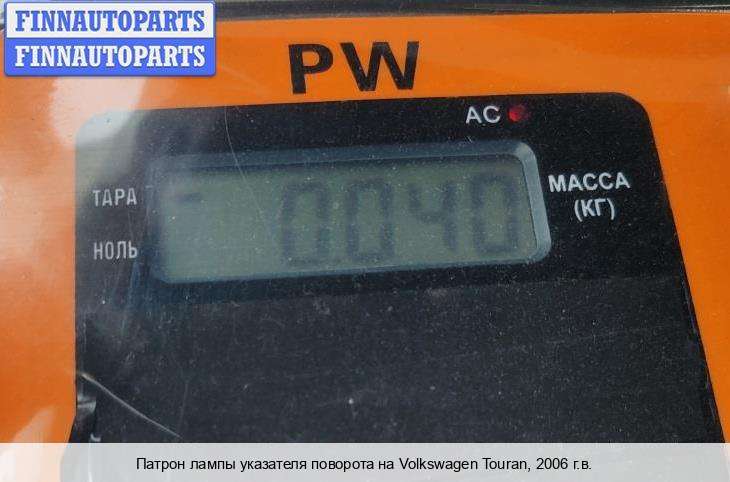 FINNAUTOPARTS
FINNAUTOPARTS
PW
AC
ТАРА
НОЛЬ
0.040
МАССА
(КГ)
Патрон лампы указателя поворота на Volkswagen Touran, 2006 г.в.